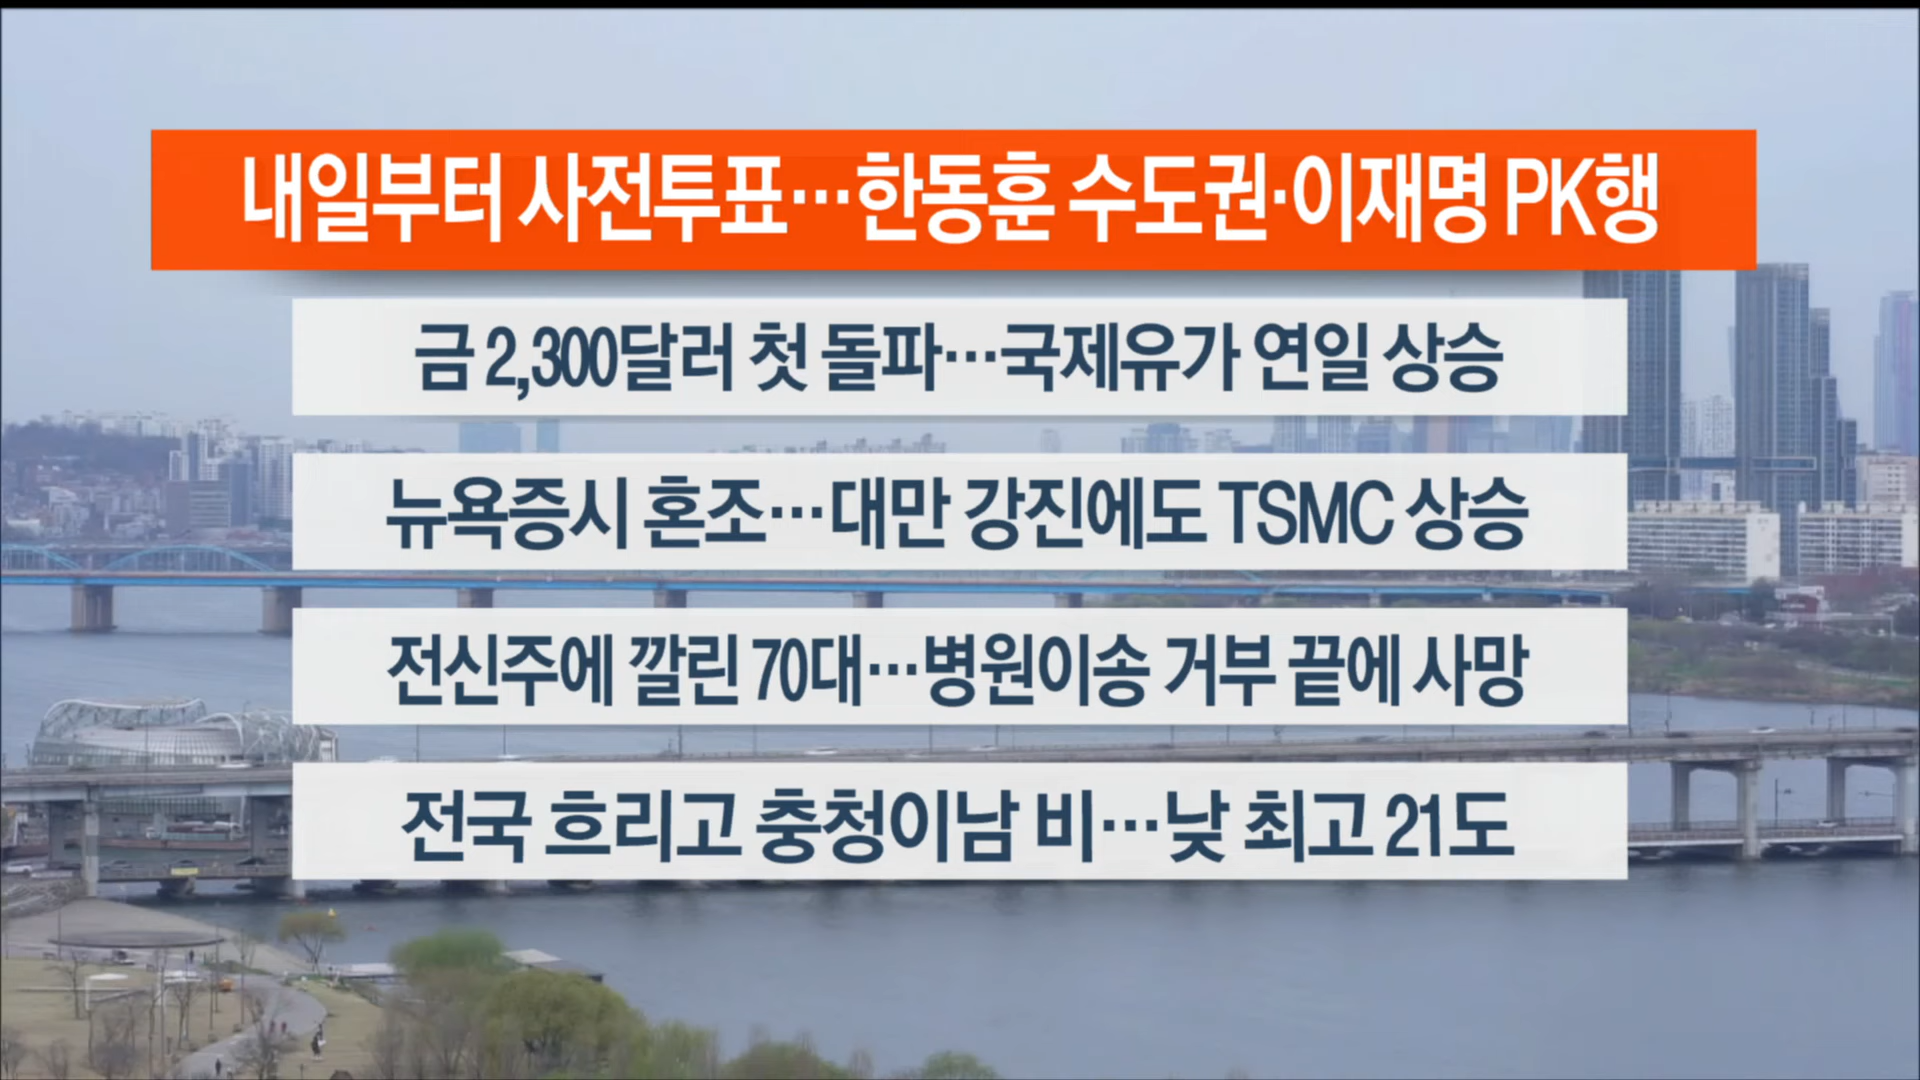 내일부터 사전투표…한동훈 수도권·이재명 PK행
금 2,300달러 첫 돌파…국제유가 연일 상승
뉴욕증시 혼조…대만 강진에도 TSMC 상승
전신주에 깔린 70대…병원이송 거부 끝에 사망
전국 흐리고 충청이남 비…낮 최고 21도